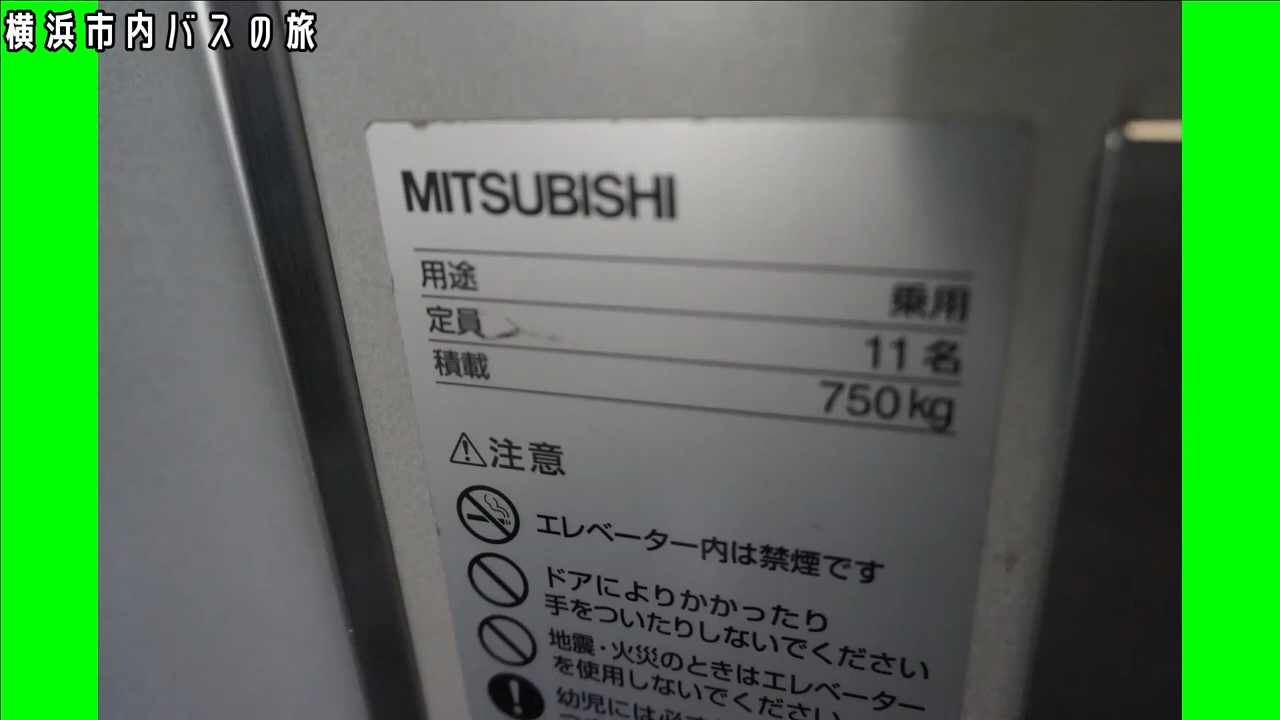 横浜市内バスの旅
MITSUBISHI
用途 乗用
定員 11名
積載 750kg
⚠注意
エレベーター内は禁煙です
ドアによりかかったり
手をついたりしないでください
地震・火災のときはエレベーター
を使用しないでください
幼児には必ず